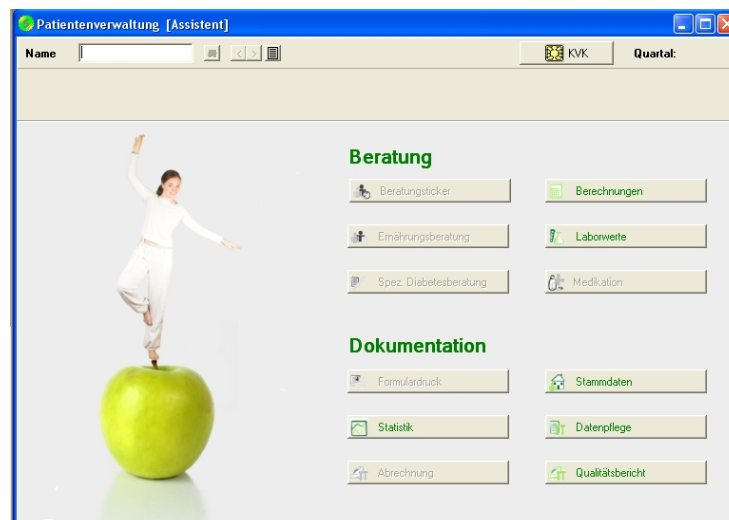 Patientenverwaltung [Assistent]
Name
KVK
Quartal:
Beratung
Beratungsticker
Berechnungen
Ernährungsberatung
Laborwerte
Spez. Diabetesberatung
Medikation
Dokumentation
Formulardruck
Stammdaten
Statistik
Datenpflege
Abrechnung
Qualitätsbericht